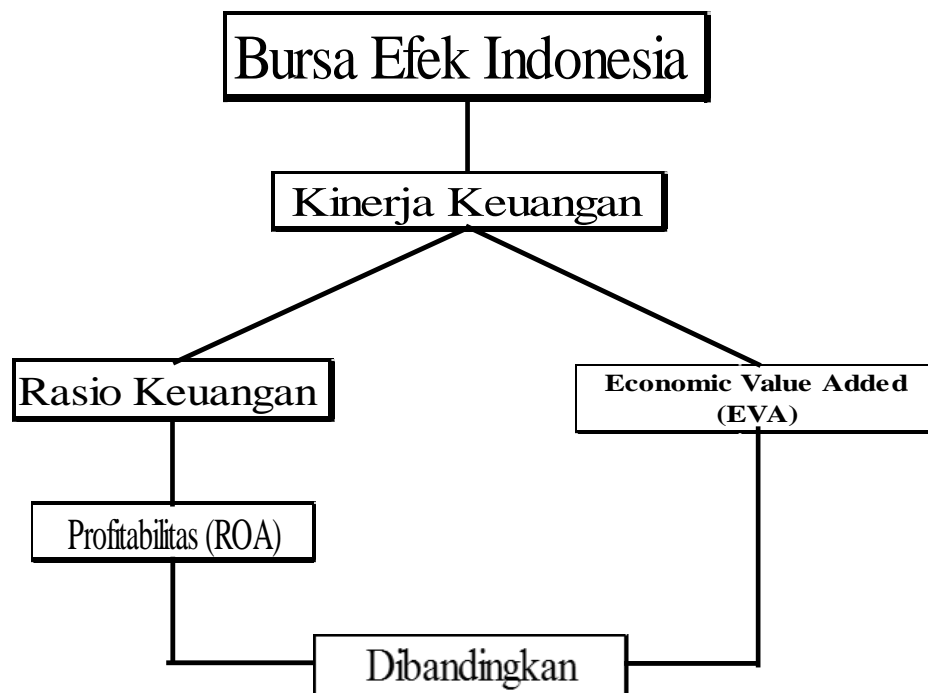 Bursa Efek Indonesia
Kinerja Keuangan
Rasio Keuangan
Economic Value Added
(EVA)
Profitabilitas (ROA)
Dibandingkan